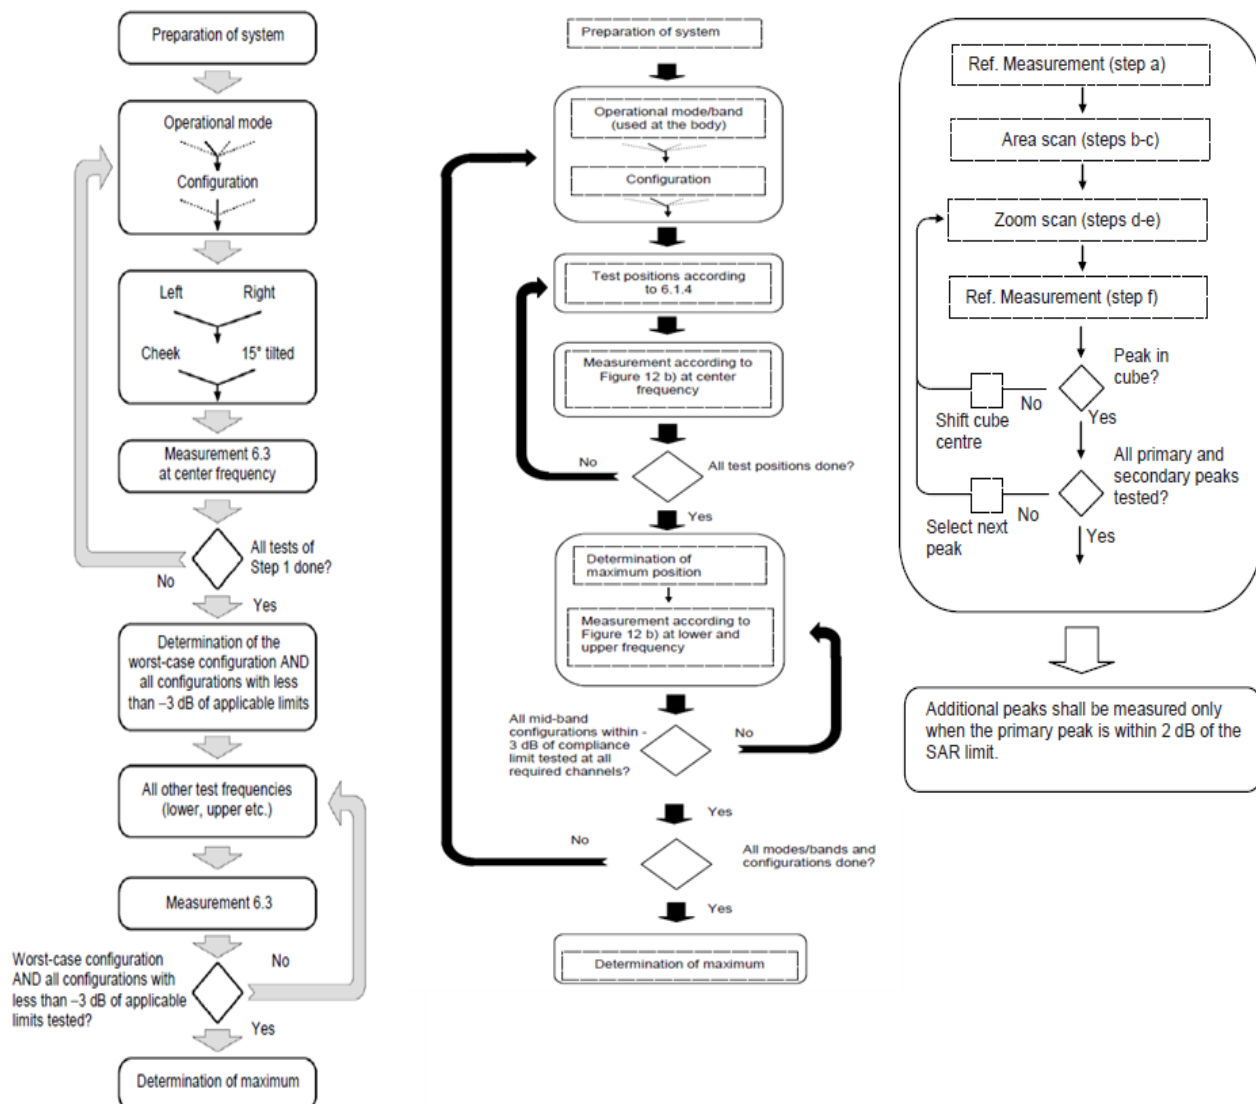 Preparation of system
Operational mode
Configuration
Left Right
Cheek 15° tilted
Measurement 6.3
at center frequency
All tests of
Step 1 done?
No
Yes
Determination of the
worst-case configuration AND
all configurations with less
than –3 dB of applicable limits
All other test frequencies
(lower, upper etc.)
Measurement 6.3
Worst-case configuration
AND all configurations with
less than –3 dB of applicable
limits tested?
No
Yes
Determination of maximum
Preparation of system
Operational mode/band
(used at the body)
Configuration
Test positions according
to 6.1.4
Measurement according to
Figure 12 b) at center
frequency
No
All test positions done?
Yes
Determination of
maximum position
Measurement according to
Figure 12 b) at lower and
upper frequency
All mid-band
configurations within -
3 dB of compliance
limit tested at all
required channels?
No
Yes
No
All modes/bands and
configurations done?
Yes
Determination of maximum
Ref. Measurement (step a)
Area scan (steps b-c)
Zoom scan (steps d-e)
Ref. Measurement (step f)
Peak in
cube?
No
Shift cube
centre
Yes
All primary and
secondary peaks
tested?
No
Select next
peak
Yes
Additional peaks shall be measured only
when the primary peak is within 2 dB of the
SAR limit.